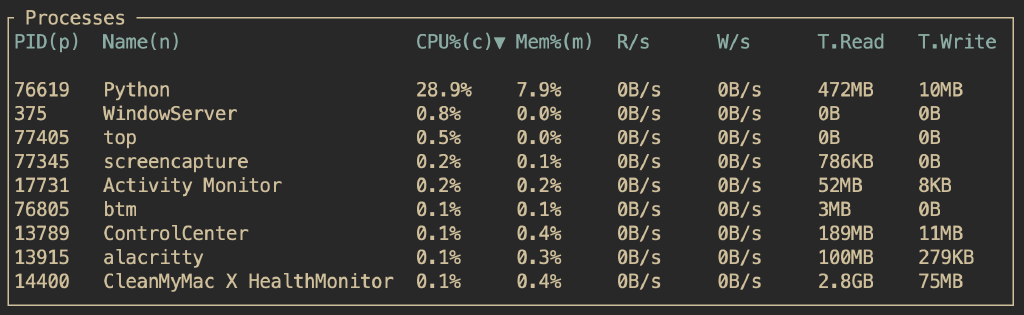 Processes
PID(p) Name(n) CPU%(c)▼ Mem%(m) R/s W/s T.Read T.Write
76619 Python 28.9% 7.9% 0B/s 0B/s 472MB 10MB
375 WindowServer 0.8% 0.0% 0B/s 0B/s 0B 0B
77405 top 0.5% 0.0% 0B/s 0B/s 0B 0B
77345 screencapture 0.2% 0.1% 0B/s 0B/s 786KB 0B
17731 Activity Monitor 0.2% 0.2% 0B/s 0B/s 52MB 8KB
76805 btm 0.1% 0.1% 0B/s 0B/s 3MB 0B
13789 ControlCenter 0.1% 0.4% 0B/s 0B/s 189MB 11MB
13915 alacritty 0.1% 0.3% 0B/s 0B/s 100MB 279KB
14400 CleanMyMac X HealthMonitor 0.1% 0.4% 0B/s 0B/s 2.8GB 75MB